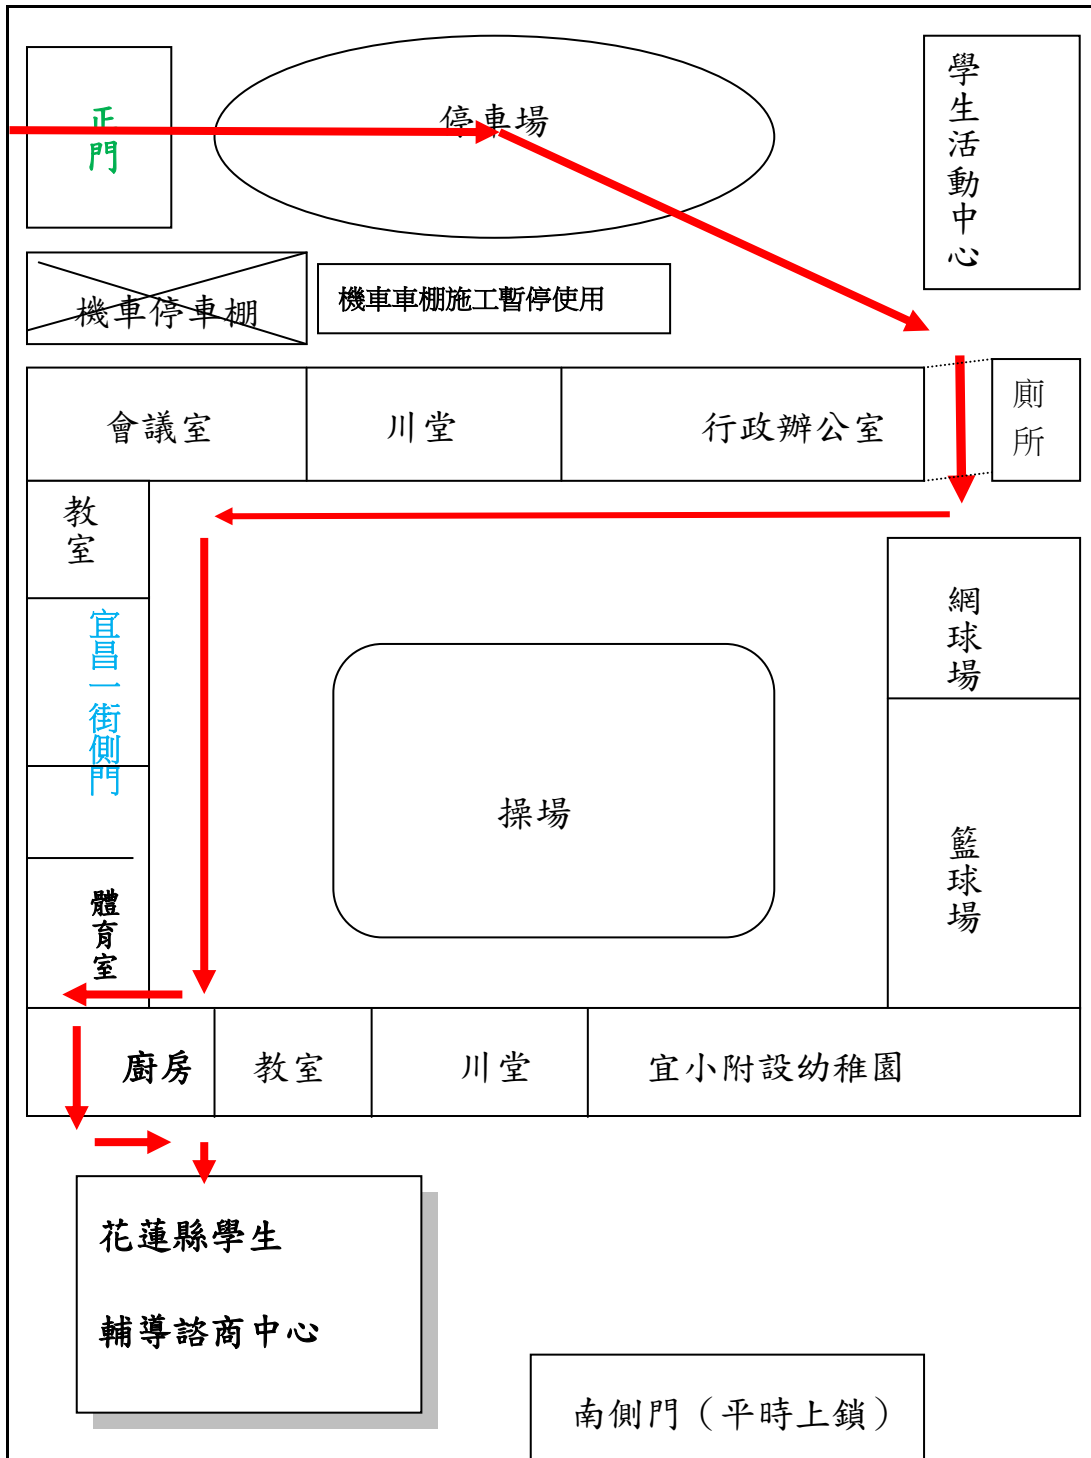 正門
停車場
學生活動中心
機車停車棚
機車車棚施工暫停使用
會議室
川堂
行政辦公室
廁所
教室
宜昌一街側門
網球場
操場
籃球場
體育室
廚房
教室
川堂
宜小附設幼稚園
花蓮縣學生
輔導諮商中心
南側門（平時上鎖）